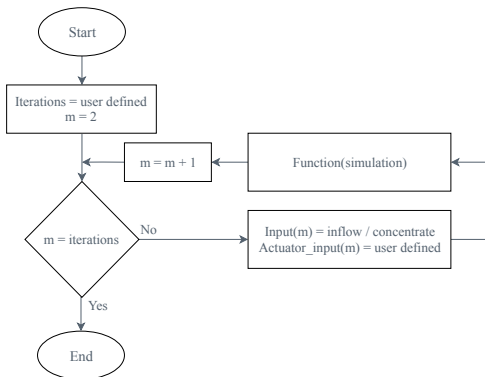 Start
Iterations = user defined
m = 2
m = m + 1
Function(simulation)
m = iterations
No
Input(m) = inflow / concentrate
Actuator_input(m) = user defined
Yes
End